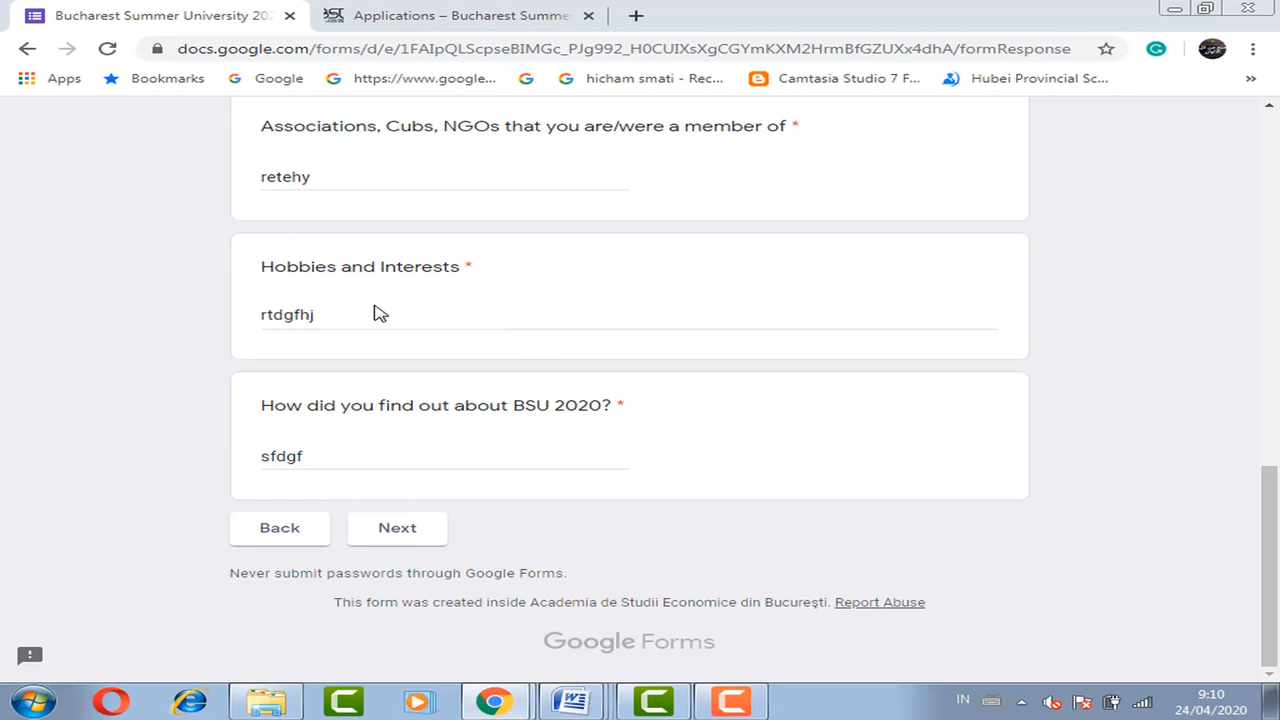 Bucharest Summer University 202
Applications – Bucharest Summe
docs.google.com/forms/d/e/1FAIpQLScpseBIMGc_PJg992_H0CUIXsXgCGYmKXM2HrmBfGZUXx4dhA/formResponse
Apps
Bookmarks
Google
https://www.google...
hicham smati - Rec...
Camtasia Studio 7 F...
Hubei Provincial Sc...
»
Associations, Cubs, NGOs that you are/were a member of *
retehy
Hobbies and Interests *
rtdgfhj
How did you find out about BSU 2020? *
sfdgf
Back
Next
Never submit passwords through Google Forms.
This form was created inside Academia de Studii Economice din București. Report Abuse
Google Forms
IN
9:10
24/04/2020